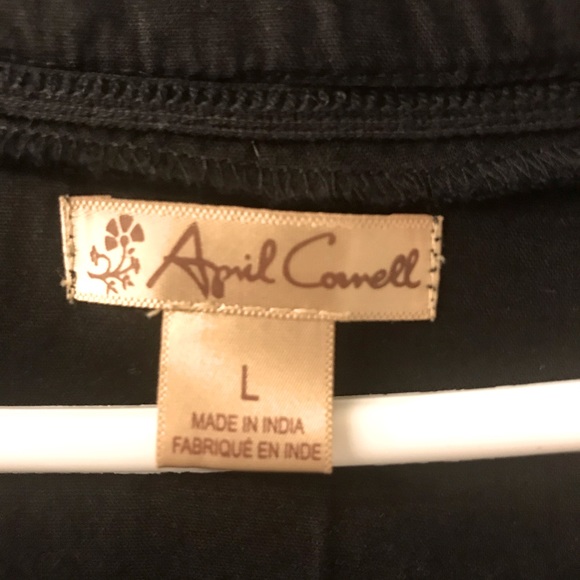 April Cornell
L
MADE IN INDIA
FABRIQUÉ EN INDE